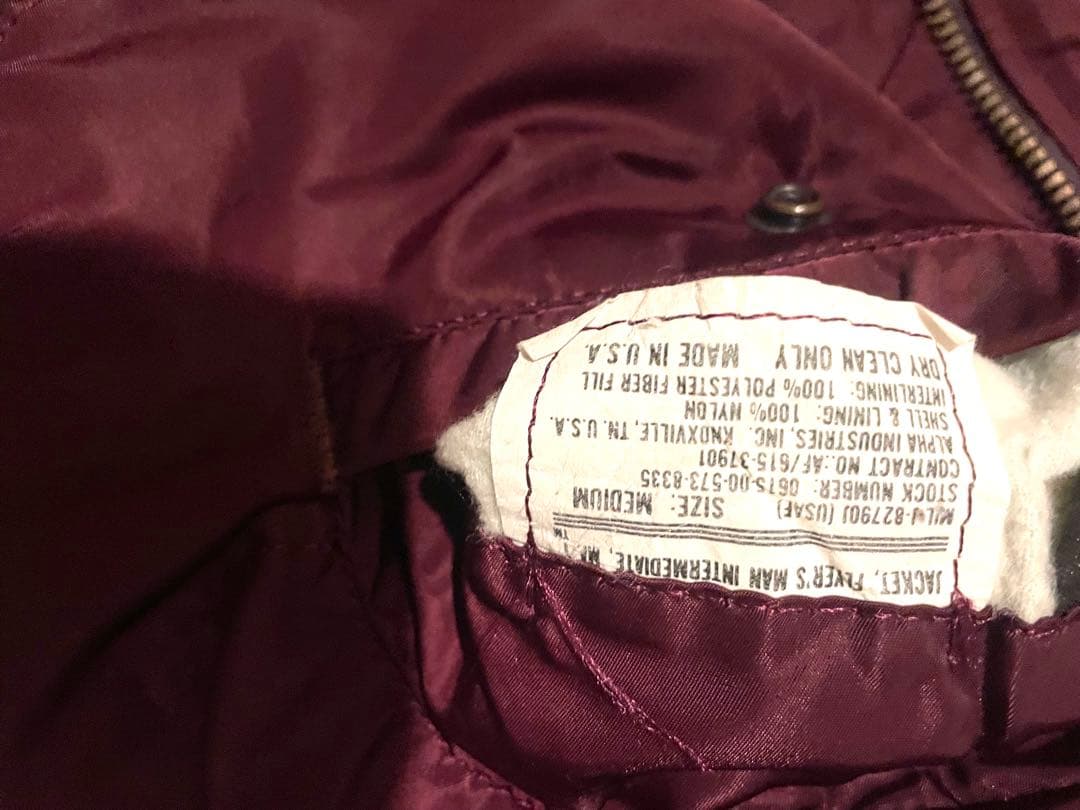 JACKET, FLYER'S MAN INTERMEDIATE, MA-1
TM
MIL-J-8279OJ (USAF) SIZE: MEDIUM
STOCK NUMBER: 0675-00-573-8335
CONTRACT NO.:AF/615-37901
ALPHA INDUSTRIES, INC. KNOXVILLE, TN. U.S.A.
SHELL & LINING: 100% NYLON
INTERLINING: 100% POLYESTER FIBER FILL
DRY CLEAN ONLY MADE IN U.S.A.